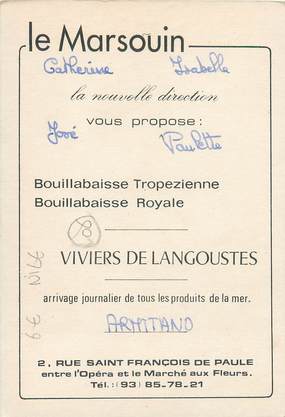 le Marsouin
Catherine Isabelle
la nouvelle direction
vous propose :
José Paulette
Bouillabaisse Tropezienne
Bouillabaisse Royale
8
VIVIERS DE LANGOUSTES
arrivage journalier de tous les produits de la mer.
ARMITANO
2, RUE SAINT FRANÇOIS DE PAULE
entre l'Opéra et le Marché aux Fleurs.
Tél. : (93) 85-78-21
6E NICE